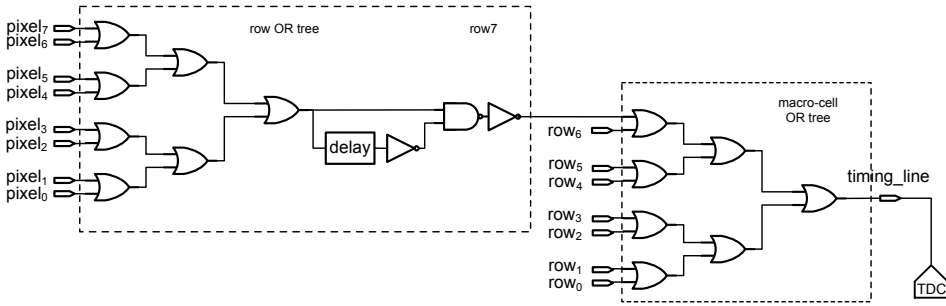 row OR tree
row7
pixel₇
pixel₆
pixel₅
pixel₄
pixel₃
pixel₂
pixel₁
pixel₀
delay
macro-cell
OR tree
row₆
row₅
row₄
row₃
row₂
row₁
row₀
timing_line
TDC